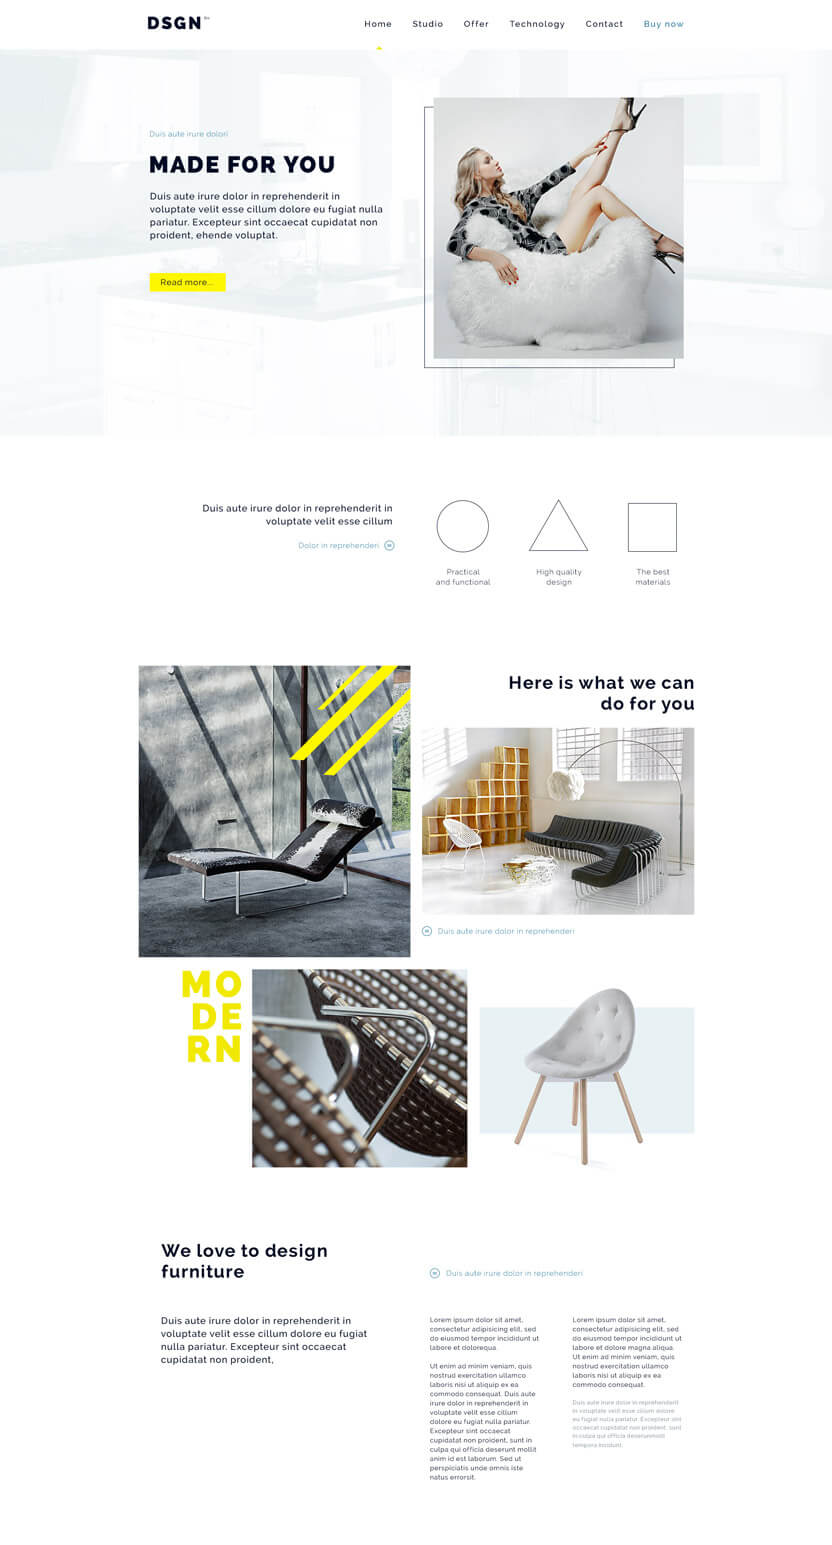 DSGN
Home Studio Offer Technology Contact Buy now
Duis aute irure dolori
MADE FOR YOU
Duis aute irure dolor in reprehenderit in
voluptate velit esse cillum dolore eu fugiat nulla
pariatur. Excepteur sint occaecat cupidatat non
proident, ehende voluptat.
Read more...
Duis aute irure dolor in reprehenderit in
voluptate velit esse cillum
Dolor in reprehenderi
Practical
and functional
High quality
design
The best
materials
Here is what we can
do for you
Duis aute irure dolor in reprehenderi
MO
DE
RN
We love to design
furniture
Duis aute irure dolor in reprehenderi
Duis aute irure dolor in reprehenderit in
voluptate velit esse cillum dolore eu fugiat
nulla pariatur. Excepteur sint occaecat
cupidatat non proident,
Lorem ipsum dolor sit amet,
consectetur adipisicing elit, sed
do eiusmod tempor incididunt ut
labore et dolorequa.
Ut enim ad minim veniam, quis
nostrud exercitation ullamco
laboris nisi ut aliquip ex ea
commodo consequat. Duis aute
irure dolor in reprehenderit in
voluptate velit esse cillum
dolore eu fugiat nulla pariatur.
Excepteur sint occaecat
cupidatat non proident, sunt in
culpa qui officia deserunt mollit
anim id est laborum. Sed ut
perspiciatis unde omnis iste
natus errorsit.
Lorem ipsum dolor sit amet,
consectetur adipisicing elit, sed
do eiusmod tempor incididunt ut
labore et dolore magna aliqua.
Ut enim ad minim veniam, quis
nostrud exercitation ullamco
laboris nisi ut aliquip ex ea
commodo consequat.
Duis aute irure dolor in reprehenderit
in voluptate velit esse cillum dolore
eu fugiat nulla pariatur. Excepteur sint
occaecat cupidatat non proident, sunt
in culpa qui officia deserunmollt
tempora incidunt.